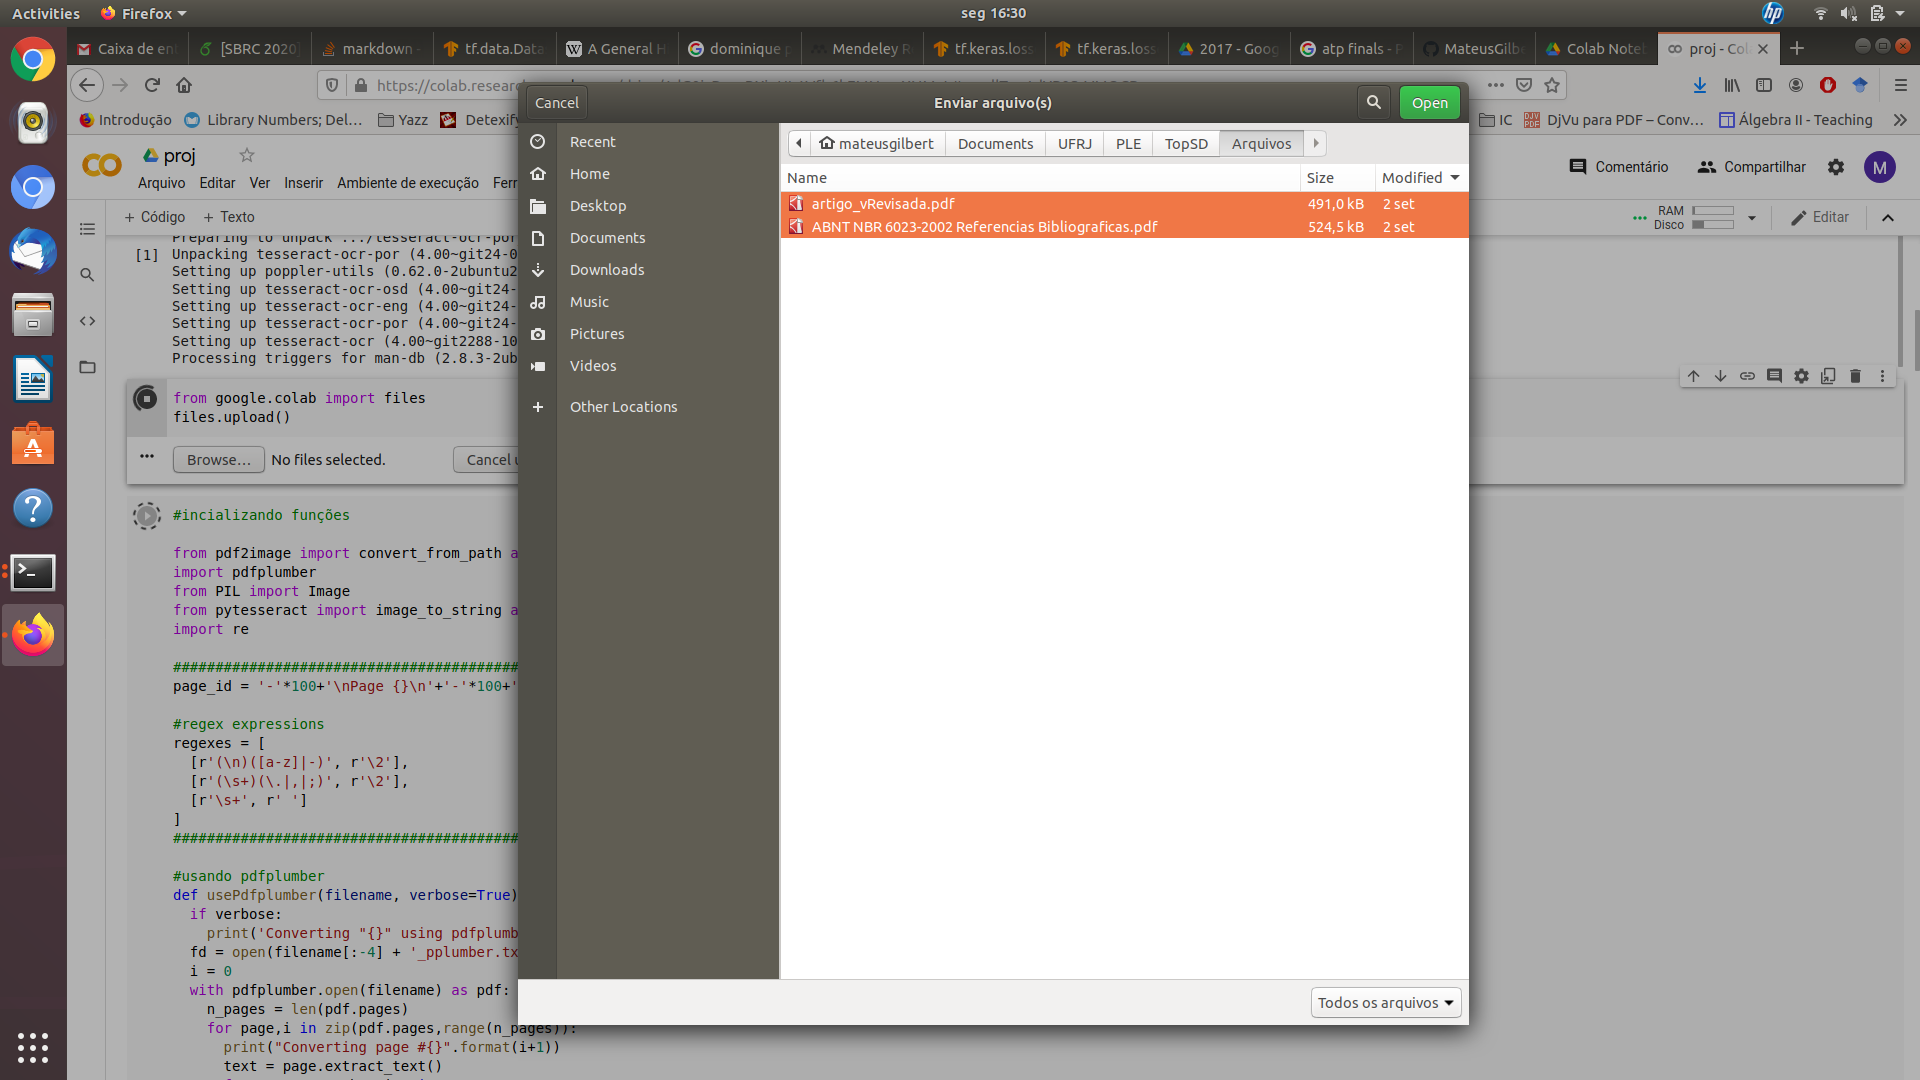 Activities Firefox seg 16:30 hp
Caixa de en [SBRC 2020] markdown - tf.data.Data A General H dominique p Mendeley R tf.keras.loss tf.keras.loss 2017 - Goog atp finals - P MateusGilbe Colab Note proj - Col
https://colab.resear
Introdução Library Numbers; Del... Yazz Detexify IC DjVu para PDF – Conv... Álgebra II - Teaching
proj
Arquivo Editar Ver Inserir Ambiente de execução Ferr Comentário Compartilhar M
+ Código + Texto RAM Disco Editar
Preparing to unpack .../tesseract-ocr-por
[1] Unpacking tesseract-ocr-por (4.00~git24-0
Setting up poppler-utils (0.62.0-2ubuntu2
Setting up tesseract-ocr-osd (4.00~git24-
Setting up tesseract-ocr-eng (4.00~git24-
Setting up tesseract-ocr-por (4.00~git24-
Setting up tesseract-ocr (4.00~git2288-10
Processing triggers for man-db (2.8.3-2ub
from google.colab import files
files.upload()
Browse... No files selected. Cancel u
#incializando funções
from pdf2image import convert_from_path a
import pdfplumber
from PIL import Image
from pytesseract import image_to_string a
import re
#########################################
page_id = '-'*100+'\nPage {}\n'+'-'*100+'
#regex expressions
regexes = [
[r'(\n)([a-z]|-)', r'\2'],
[r'(\s+)(\.|,|;)', r'\2'],
[r'\s+', r' ']
]
#########################################
#usando pdfplumber
def usePdfplumber(filename, verbose=True)
if verbose:
print('Converting "{}" using pdfplumb
fd = open(filename[:-4] + '_pplumber.tx
i = 0
with pdfplumber.open(filename) as pdf:
n_pages = len(pdf.pages)
for page,i in zip(pdf.pages,range(n_pages)):
print("Converting page #{}".format(i+1))
text = page.extract_text()
Cancel Enviar arquivo(s) Open
Recent
Home
Desktop
Documents
Downloads
Music
Pictures
Videos
+ Other Locations
mateusgilbert Documents UFRJ PLE TopSD Arquivos
Name Size Modified
artigo_vRevisada.pdf 491,0 kB 2 set
ABNT NBR 6023-2002 Referencias Bibliograficas.pdf 524,5 kB 2 set
Todos os arquivos